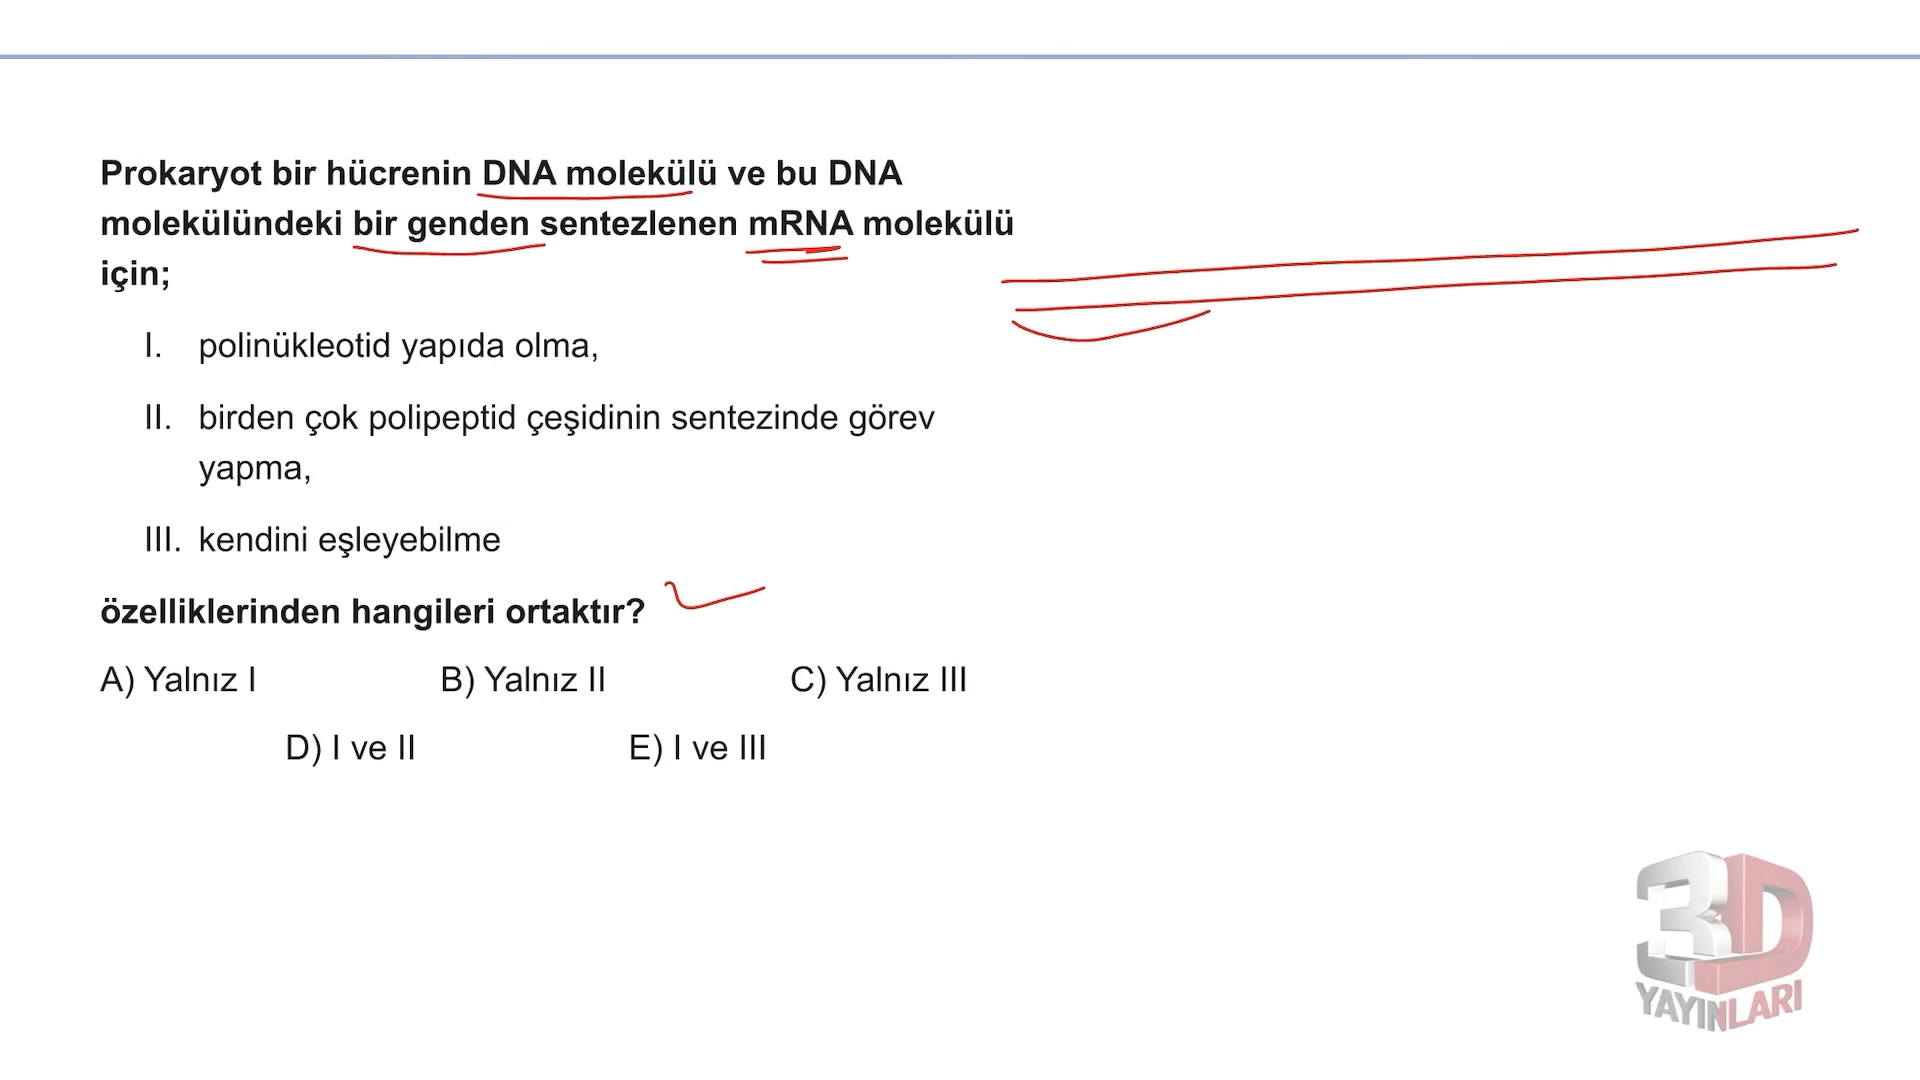 Prokaryot bir hücrenin DNA molekülü ve bu DNA
molekülündeki bir genden sentezlenen mRNA molekülü
için;
I. polinükleotid yapıda olma,
II. birden çok polipeptid çeşidinin sentezinde görev
yapma,
III. kendini eşleyebilme
özelliklerinden hangileri ortaktır?
A) Yalnız I B) Yalnız II C) Yalnız III
D) I ve II E) I ve III
3D
YAYINLARI